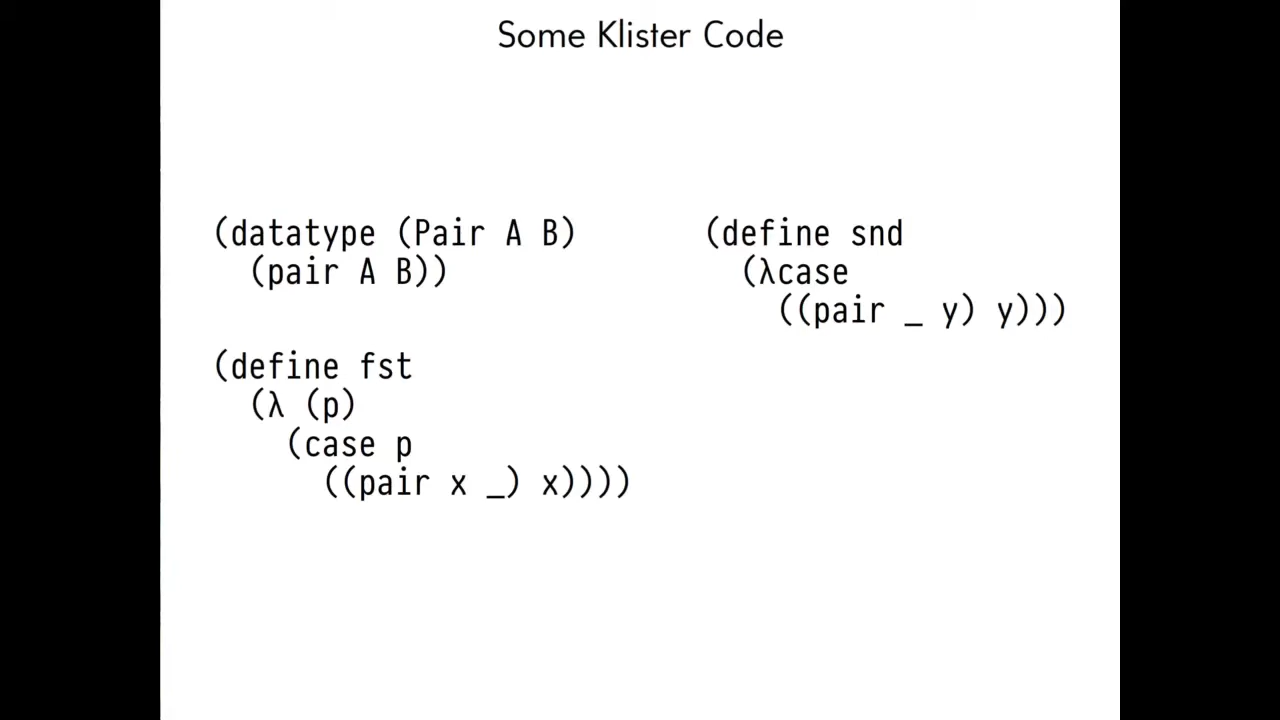 Some Klister Code
(datatype (Pair A B)
  (pair A B))
(define fst
  (λ (p)
    (case p
      ((pair x _) x))))
(define snd
  (λcase
    ((pair _ y) y)))